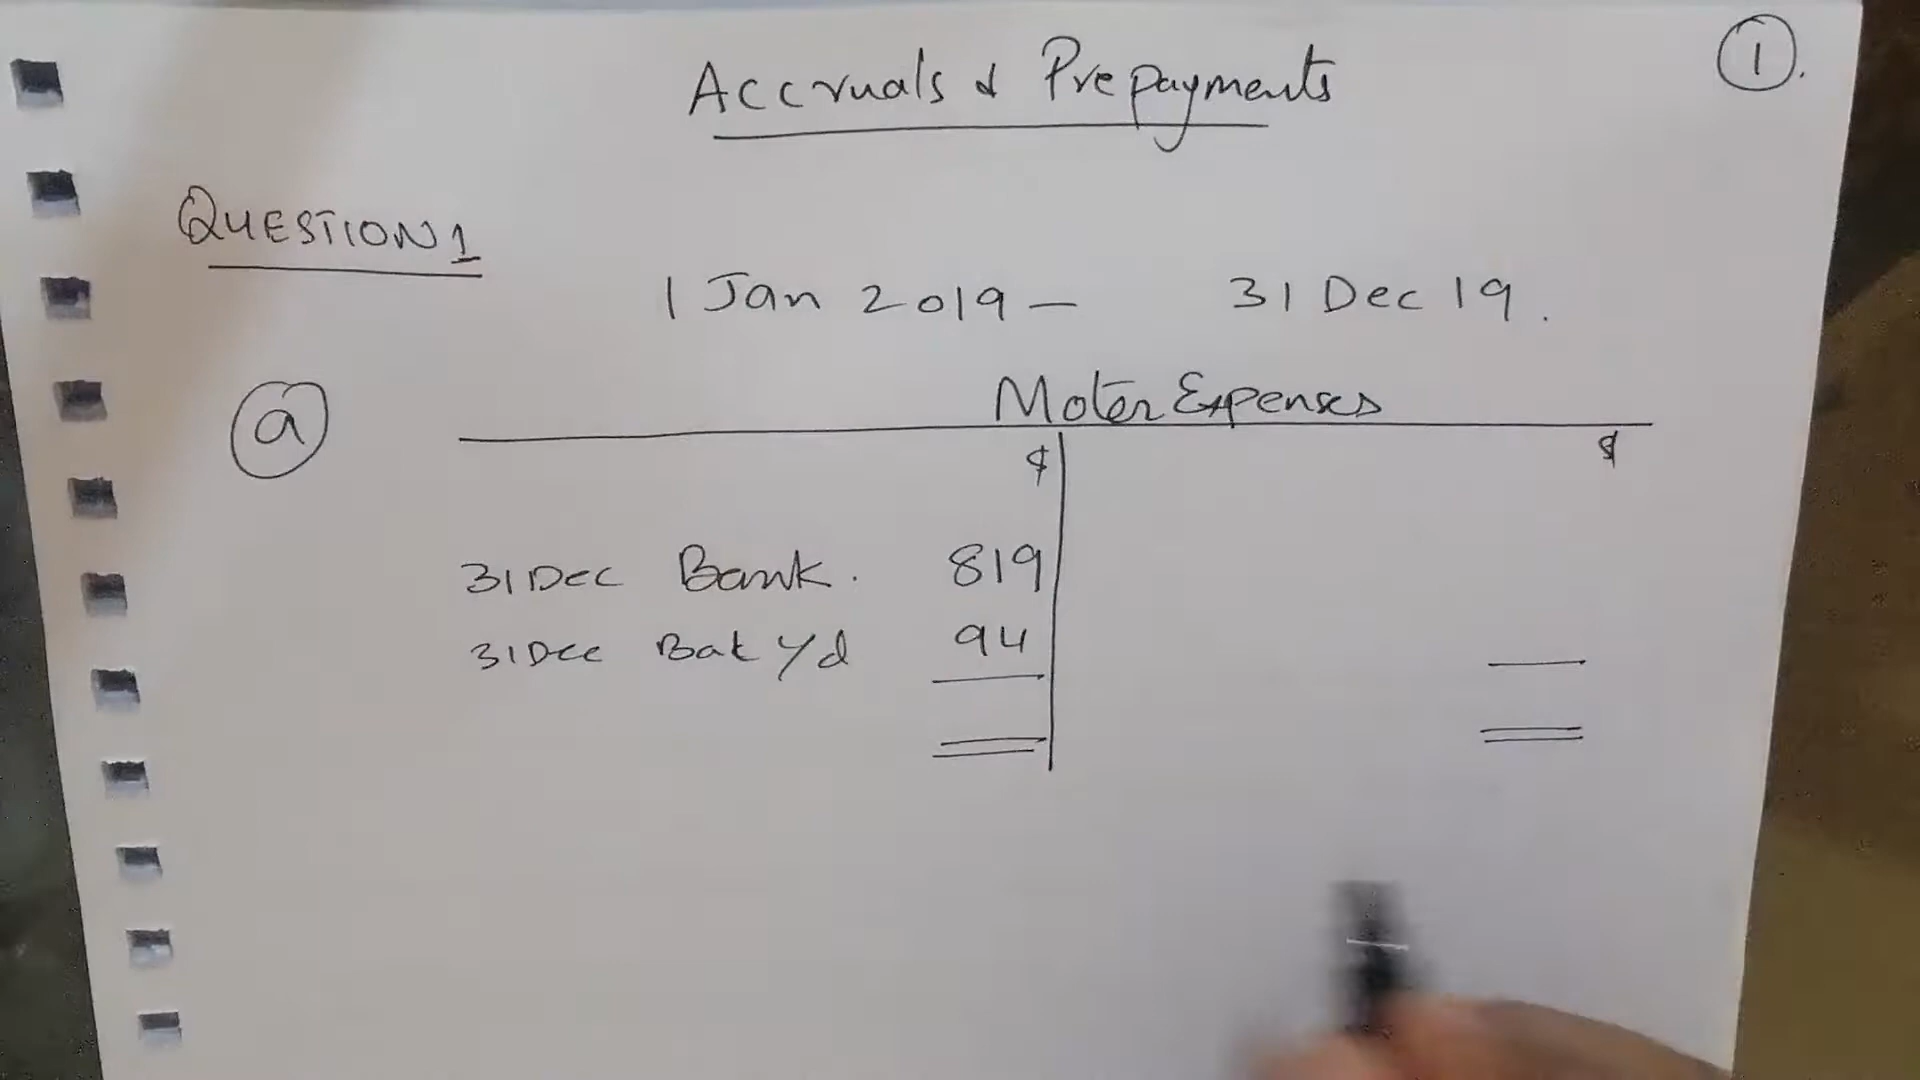 ①.
Accruals & Prepayments
QUESTION 1
1 Jan 2019 — 31 Dec 19.
ⓐ Motor Expenses
$ $
31 Dec Bank. 819
31 Dec Bal c/d 94